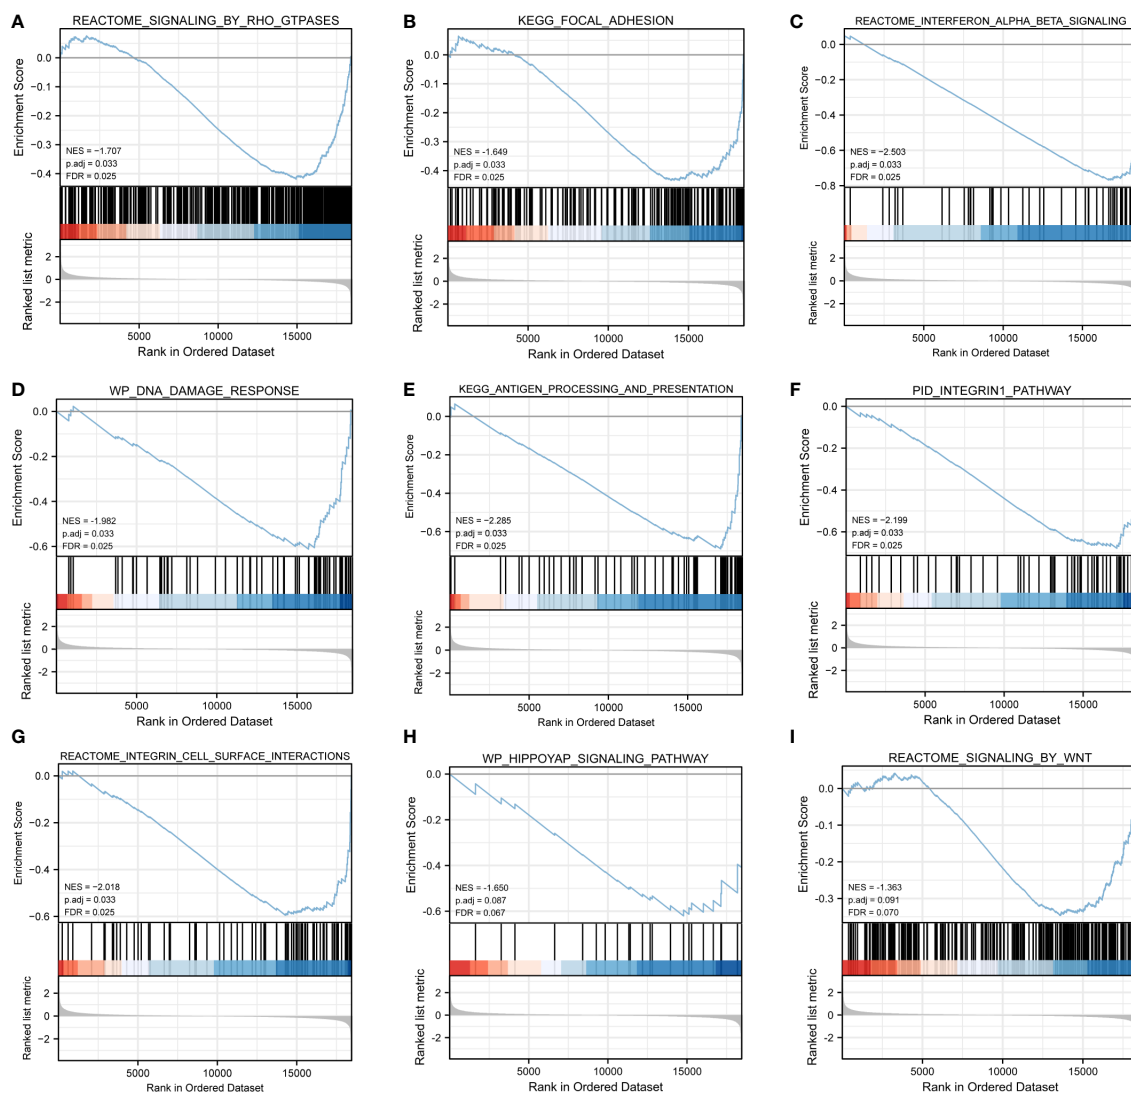 A
REACTOME_SIGNALING_BY_RHO_GTPASES
Enrichment Score
0.0
−0.1
−0.2
−0.3
−0.4
NES = −1.707
p.adj = 0.033
FDR = 0.025
Ranked list metric
2
0
−2
5000 10000 15000
Rank in Ordered Dataset
B
KEGG_FOCAL_ADHESION
Enrichment Score
0.0
−0.1
−0.2
−0.3
−0.4
NES = -1.649
p.adj = 0.033
FDR = 0.025
Ranked list metric
2
0
−2
5000 10000 15000
Rank in Ordered Dataset
C
REACTOME_INTERFERON_ALPHA_BETA_SIGNALING
Enrichment Score
0.0
−0.2
−0.4
−0.6
−0.8
NES = −2.503
p.adj = 0.033
FDR = 0.025
Ranked list metric
2
0
−2
5000 10000 15000
Rank in Ordered Dataset
D
WP_DNA_DAMAGE_RESPONSE
Enrichment Score
0.0
−0.2
−0.4
−0.6
NES = -1.982
p.adj = 0.033
FDR = 0.025
Ranked list metric
2
0
−2
5000 10000 15000
Rank in Ordered Dataset
E
KEGG_ANTIGEN_PROCESSING_AND_PRESENTATION
Enrichment Score
0.0
−0.2
−0.4
−0.6
NES = -2.285
p.adj = 0.033
FDR = 0.025
Ranked list metric
2
0
−2
5000 10000 15000
Rank in Ordered Dataset
F
PID_INTEGRIN1_PATHWAY
Enrichment Score
0.0
−0.2
−0.4
−0.6
NES = −2.199
p.adj = 0.033
FDR = 0.025
Ranked list metric
2
0
−2
5000 10000 15000
Rank in Ordered Dataset
G
REACTOME_INTEGRIN_CELL_SURFACE_INTERACTIONS
Enrichment Score
0.0
−0.2
−0.4
−0.6
NES = −2.018
p.adj = 0.033
FDR = 0.025
Ranked list metric
2
0
−2
5000 10000 15000
Rank in Ordered Dataset
H
WP_HIPPOYAP_SIGNALING_PATHWAY
Enrichment Score
0.0
−0.2
−0.4
−0.6
NES = -1.650
p.adj = 0.087
FDR = 0.067
Ranked list metric
2
0
−2
5000 10000 15000
Rank in Ordered Dataset
I
REACTOME_SIGNALING_BY_WNT
Enrichment Score
0.0
−0.1
−0.2
−0.3
NES = -1.363
p.adj = 0.091
FDR = 0.070
Ranked list metric
2
0
−2
5000 10000 15000
Rank in Ordered Dataset